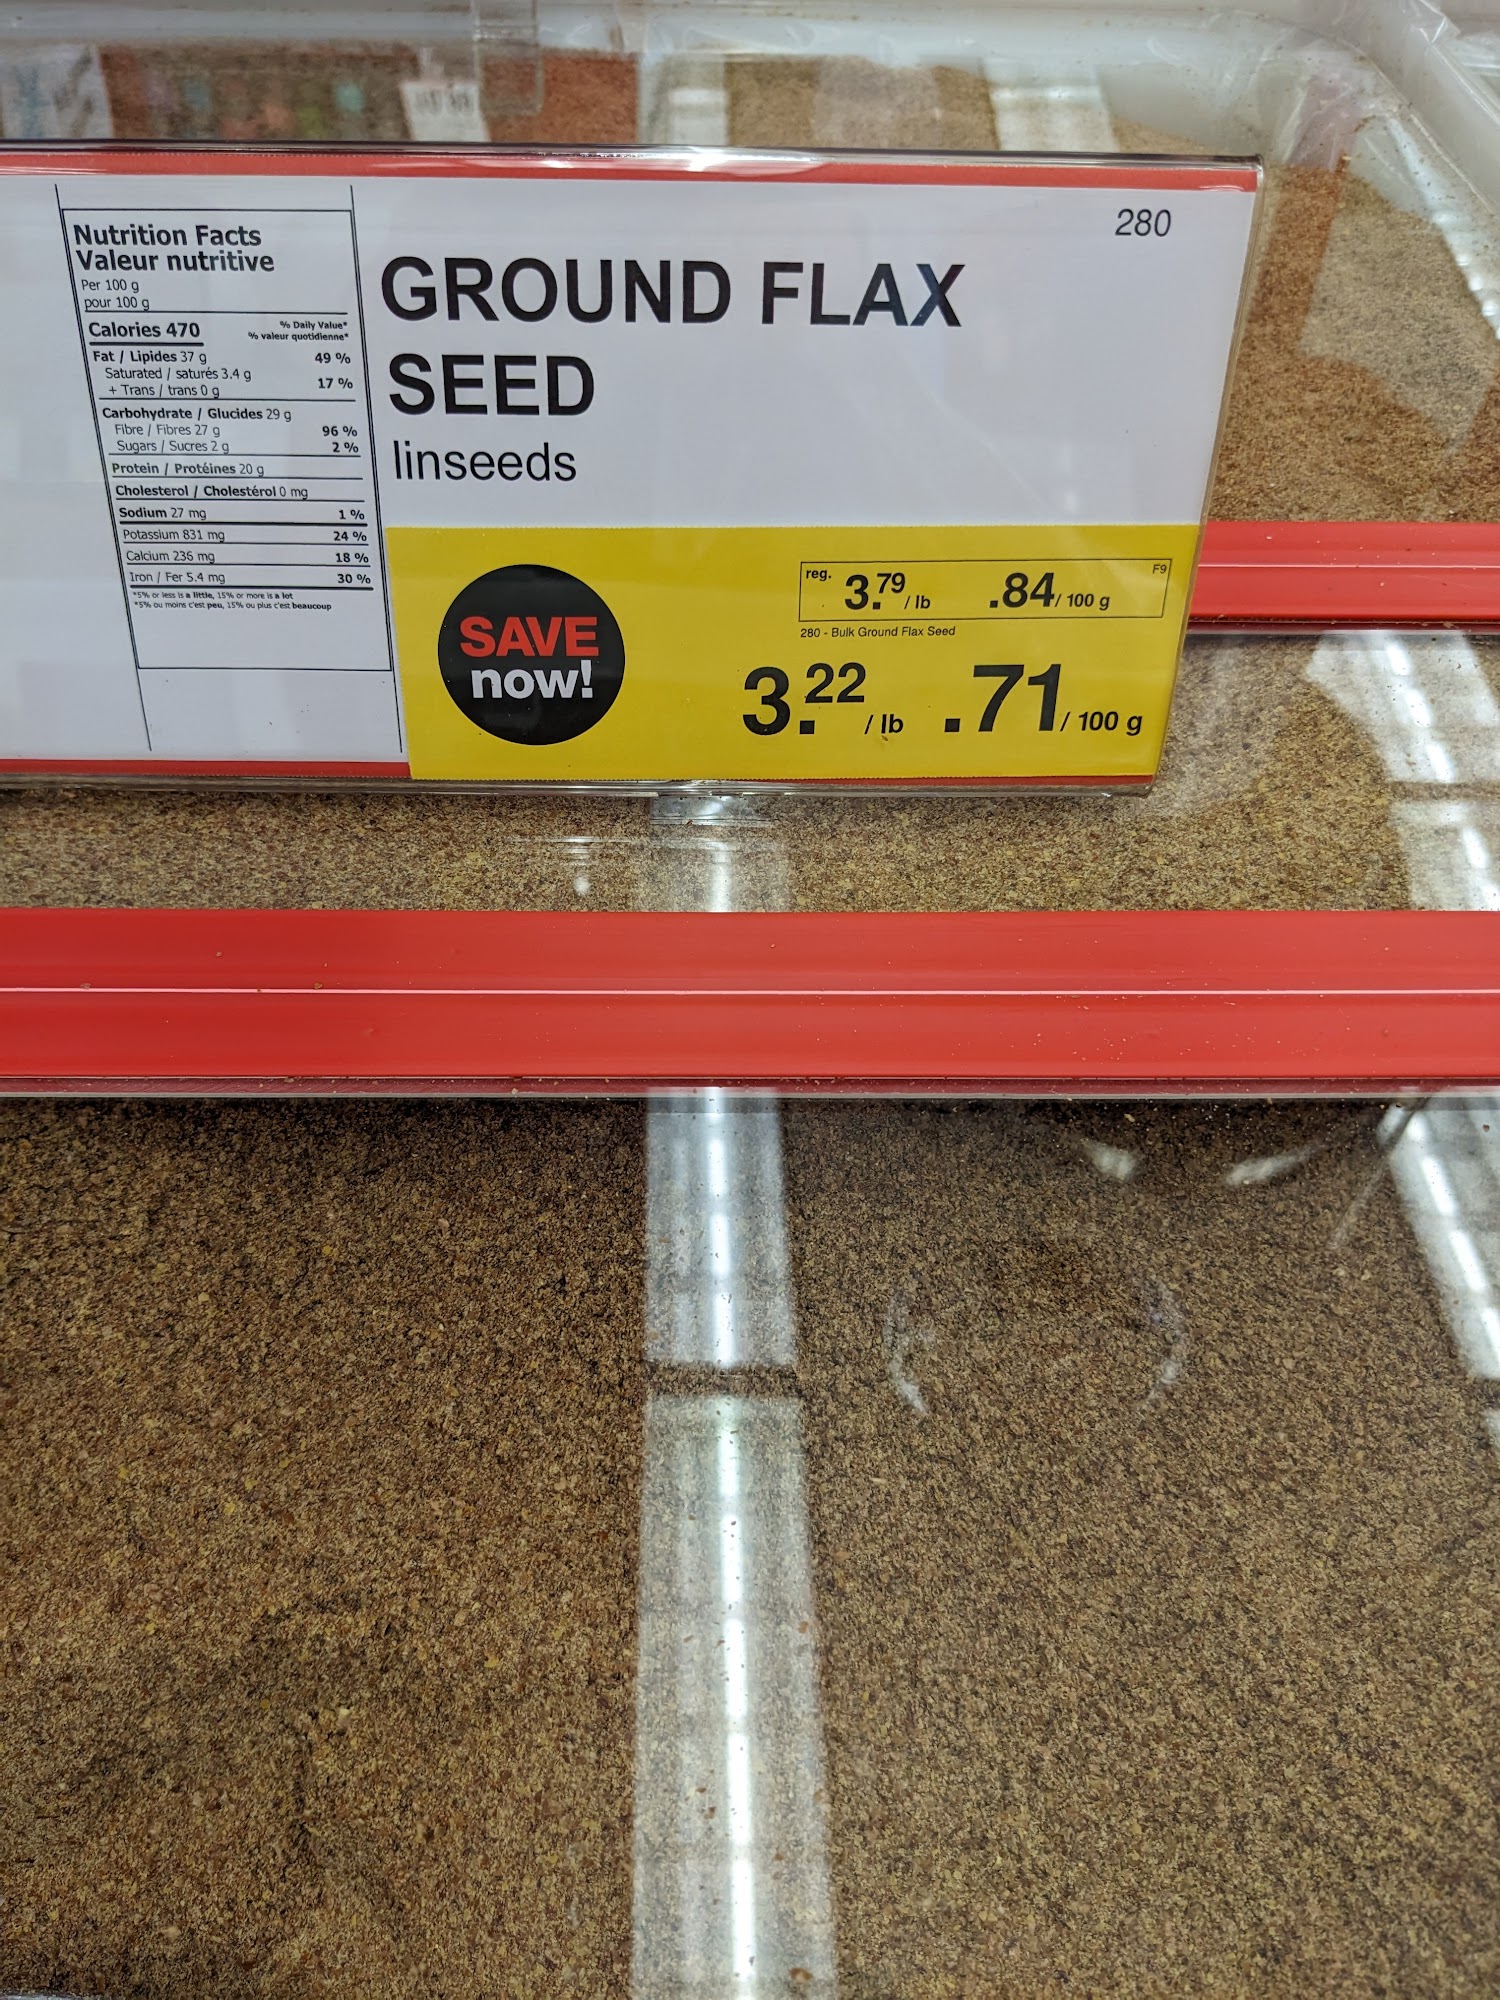 Nutrition Facts
Valeur nutritive
Per 100 g
pour 100 g
Calories 470
% Daily Value*
% valeur quotidienne*
Fat / Lipides 37 g 49 %
Saturated / saturés 3.4 g
+ Trans / trans 0 g 17 %
Carbohydrate / Glucides 29 g
Fibre / Fibres 27 g 96 %
Sugars / Sucres 2 g 2 %
Protein / Protéines 20 g
Cholesterol / Cholestérol 0 mg
Sodium 27 mg 1 %
Potassium 831 mg 24 %
Calcium 236 mg 18 %
Iron / Fer 5.4 mg 30 %
*5% or less is a little, 15% or more is a lot
*5% ou moins c'est peu, 15% ou plus c'est beaucoup
280
GROUND FLAX
SEED
linseeds
SAVE
now!
reg. 3.79 / lb .84 / 100 g F9
280 - Bulk Ground Flax Seed
3.22 / lb .71 / 100 g